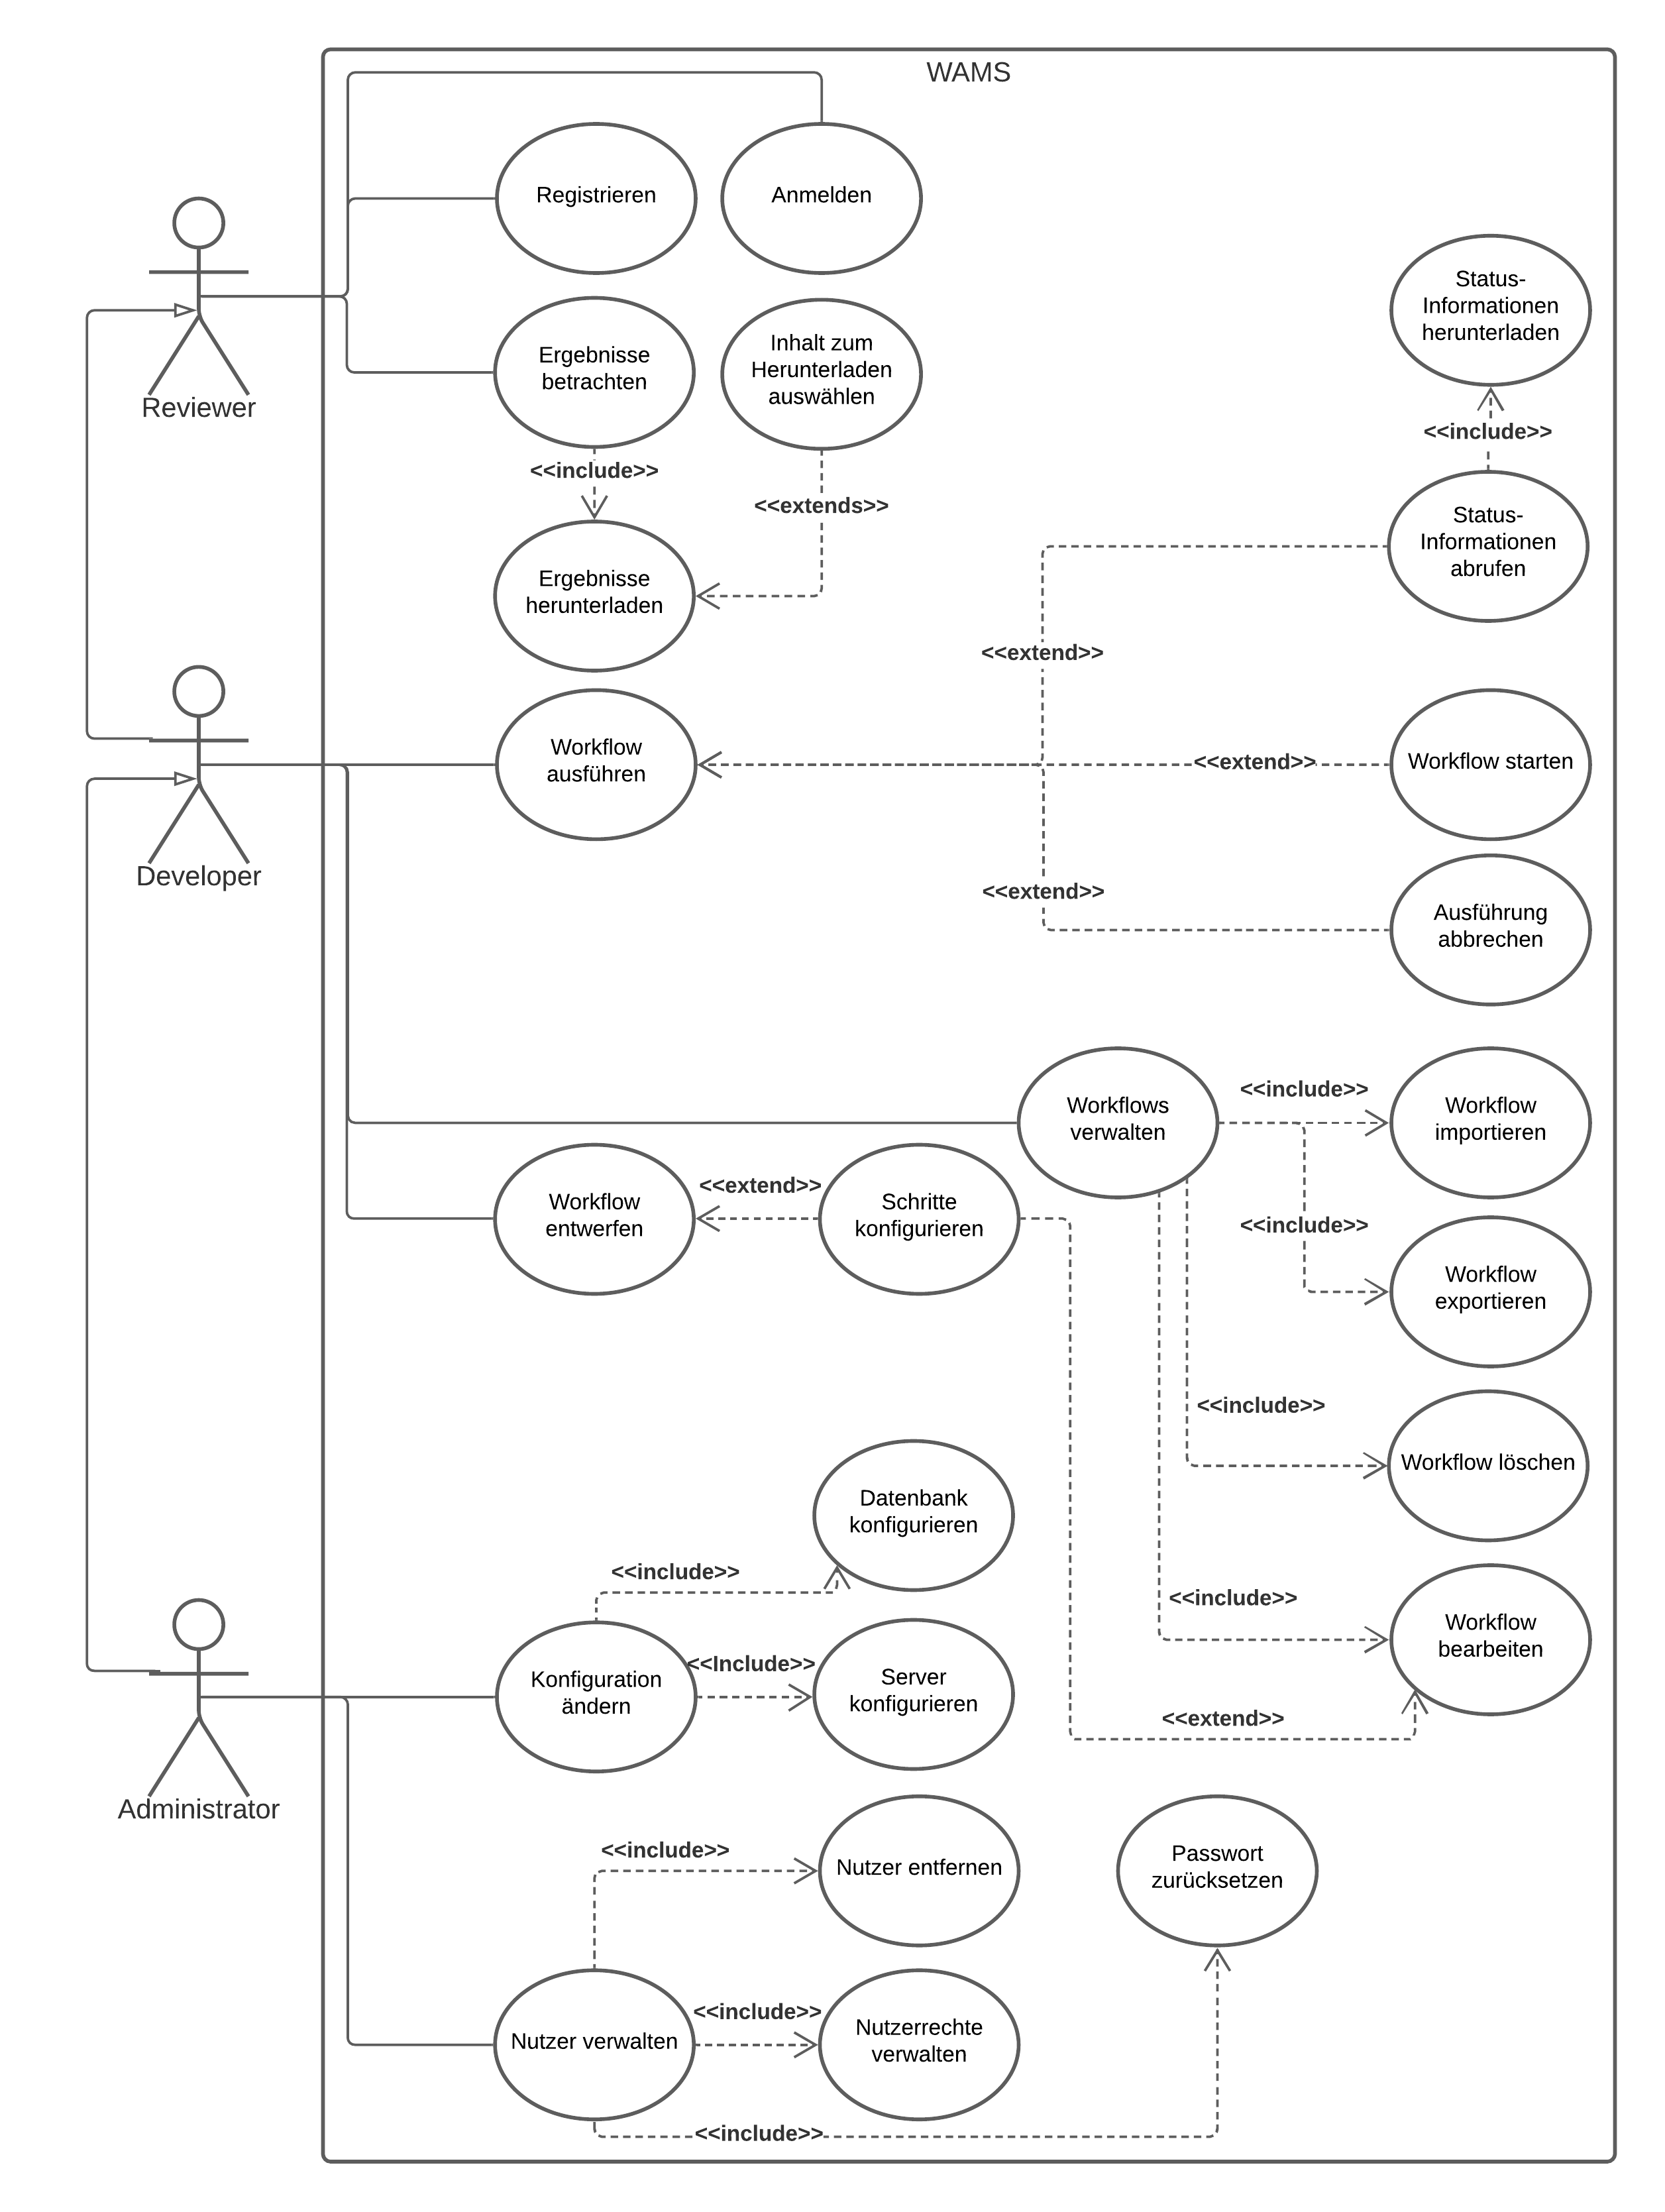 WAMS
Registrieren
Anmelden
Status-
Informationen
herunterladen
Reviewer
Ergebnisse
betrachten
Inhalt zum
Herunterladen
auswählen
<<include>>
<<include>>
<<extends>>
Ergebnisse
herunterladen
Status-
Informationen
abrufen
<<extend>>
Developer
Workflow
ausführen
<<extend>>
Workflow starten
<<extend>>
Ausführung
abbrechen
Workflows
verwalten
<<include>>
Workflow
importieren
Workflow
entwerfen
<<extend>>
Schritte
konfigurieren
<<include>>
Workflow
exportieren
<<include>>
Workflow löschen
Datenbank
konfigurieren
<<include>>
<<include>>
Workflow
bearbeiten
Administrator
Konfiguration
ändern
<<Include>>
Server
konfigurieren
<<extend>>
<<include>>
Nutzer entfernen
Passwort
zurücksetzen
Nutzer verwalten
<<include>>
Nutzerrechte
verwalten
<<include>>